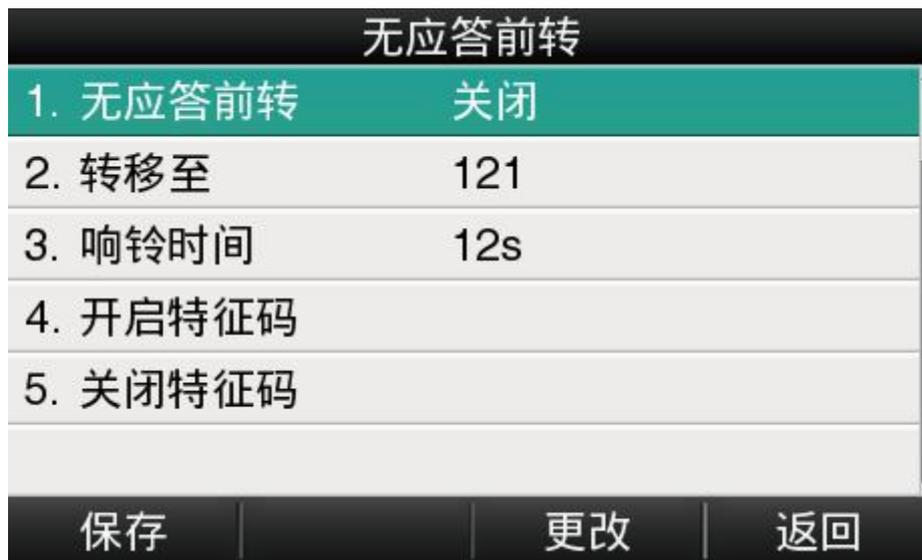 无应答前转
1. 无应答前转 关闭
2. 转移至 121
3. 响铃时间 12s
4. 开启特征码
5. 关闭特征码
保存 更改 返回